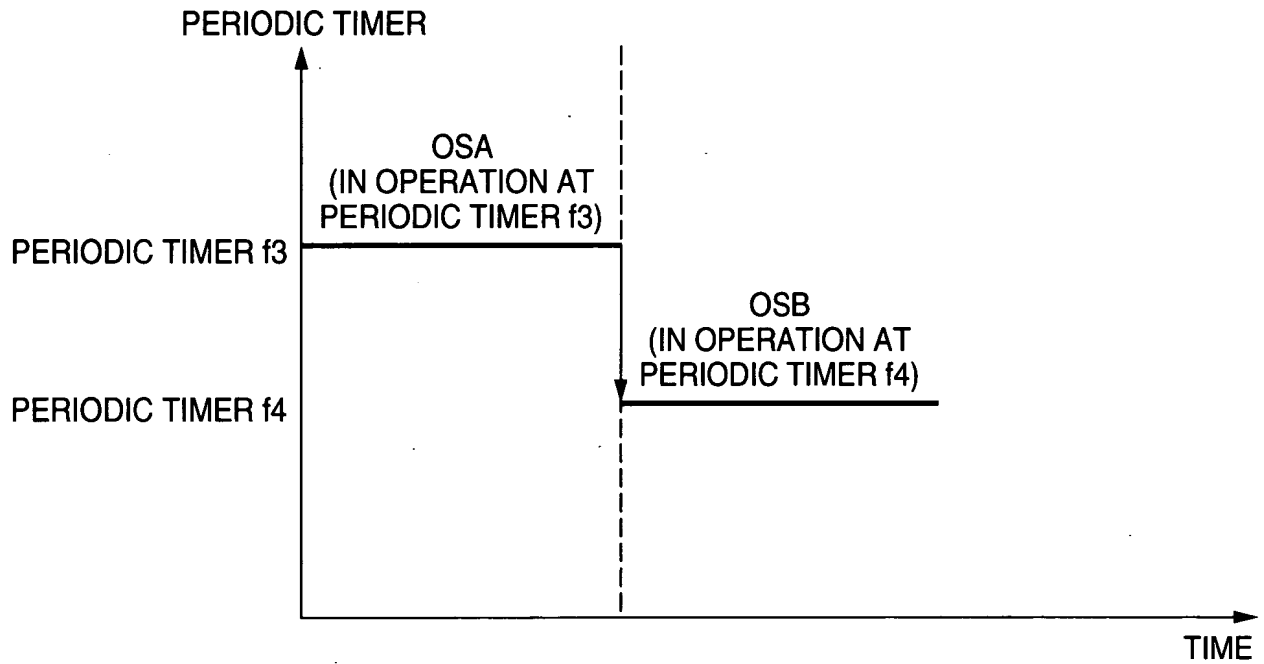 PERIODIC TIMER
OSA
(IN OPERATION AT
PERIODIC TIMER f3)
PERIODIC TIMER f3
OSB
(IN OPERATION AT
PERIODIC TIMER f4)
PERIODIC TIMER f4
TIME